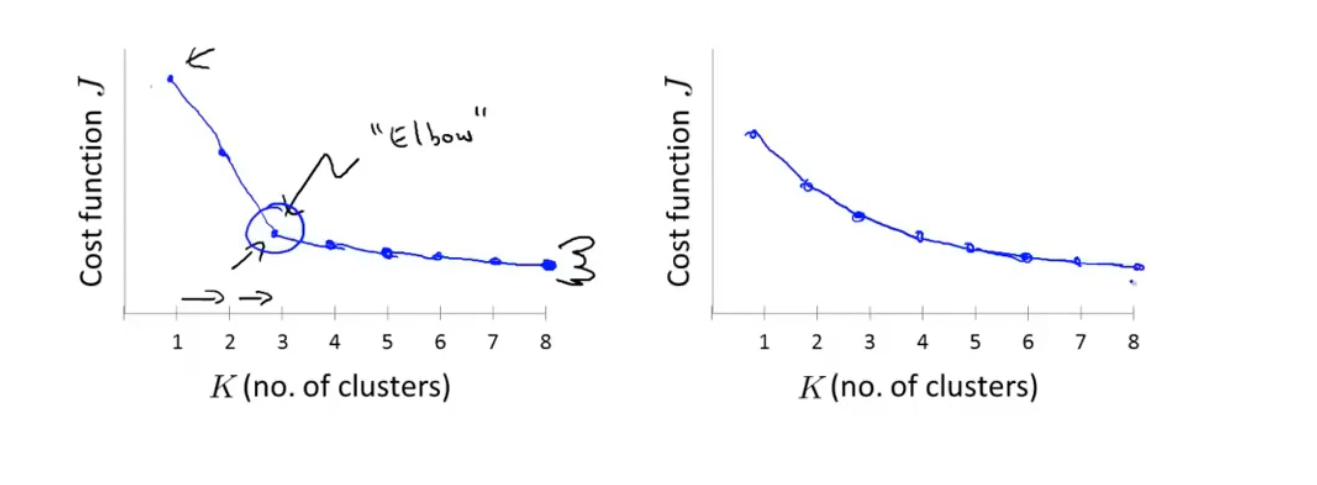 "Elbow"
Cost function J
1 2 3 4 5 6 7 8
K (no. of clusters)
Cost function J
1 2 3 4 5 6 7 8
K (no. of clusters)